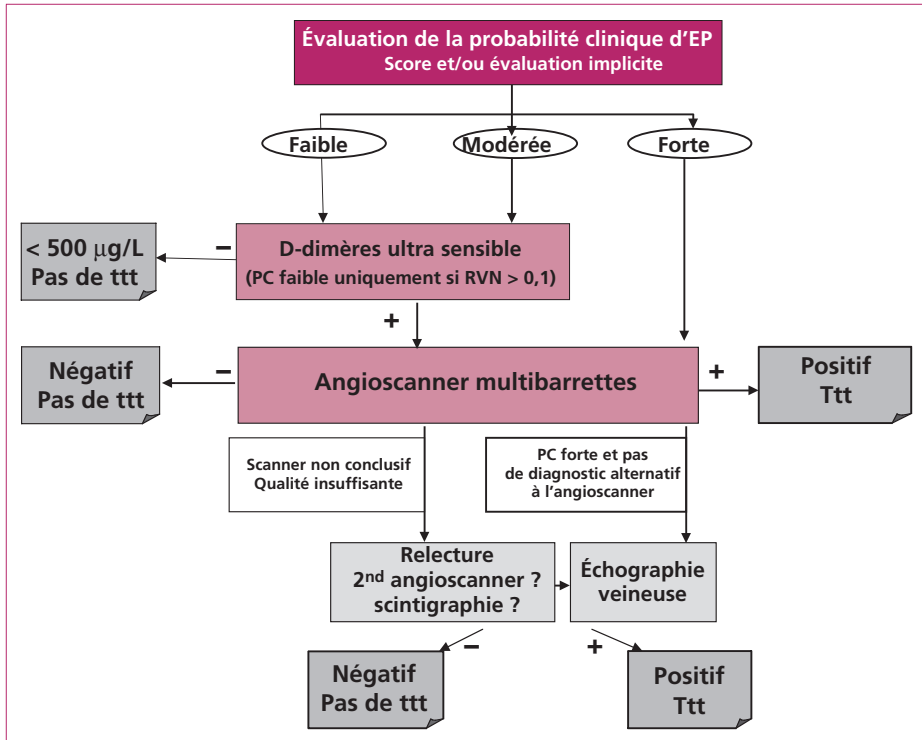 Évaluation de la probabilité clinique d'EP
Score et/ou évaluation implicite
Faible
Modérée
Forte
D-dimères ultra sensible
(PC faible uniquement si RVN > 0,1)
–
< 500 µg/L
Pas de ttt
+
Angioscanner multibarrettes
–
Négatif
Pas de ttt
+
Positif
Ttt
Scanner non conclusif
Qualité insuffisante
PC forte et pas
de diagnostic alternatif
à l'angioscanner
Relecture
2nd angioscanner ?
scintigraphie ?
Échographie
veineuse
–
+
Négatif
Pas de ttt
Positif
Ttt